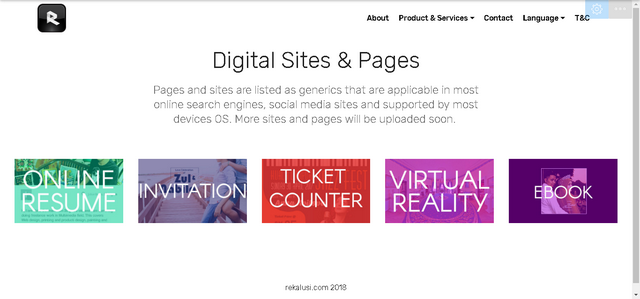 About Product & Services Contact Language T&C
Digital Sites & Pages
Pages and sites are listed as generics that are applicable in most
online search engines, social media sites and supported by most
devices OS. More sites and pages will be uploaded soon.
ONLINE
RESUME
INVITATION
TICKET
COUNTER
VIRTUAL
REALITY
EBOOK
rekalusi.com 2018